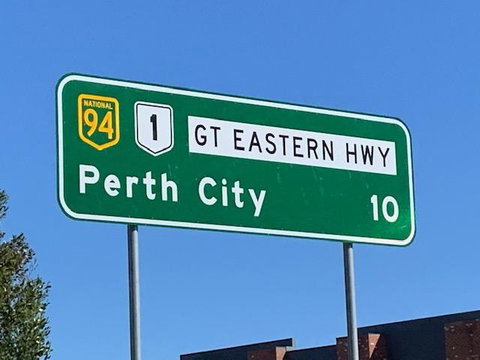 NATIONAL
94
1
GT EASTERN HWY
Perth City 10